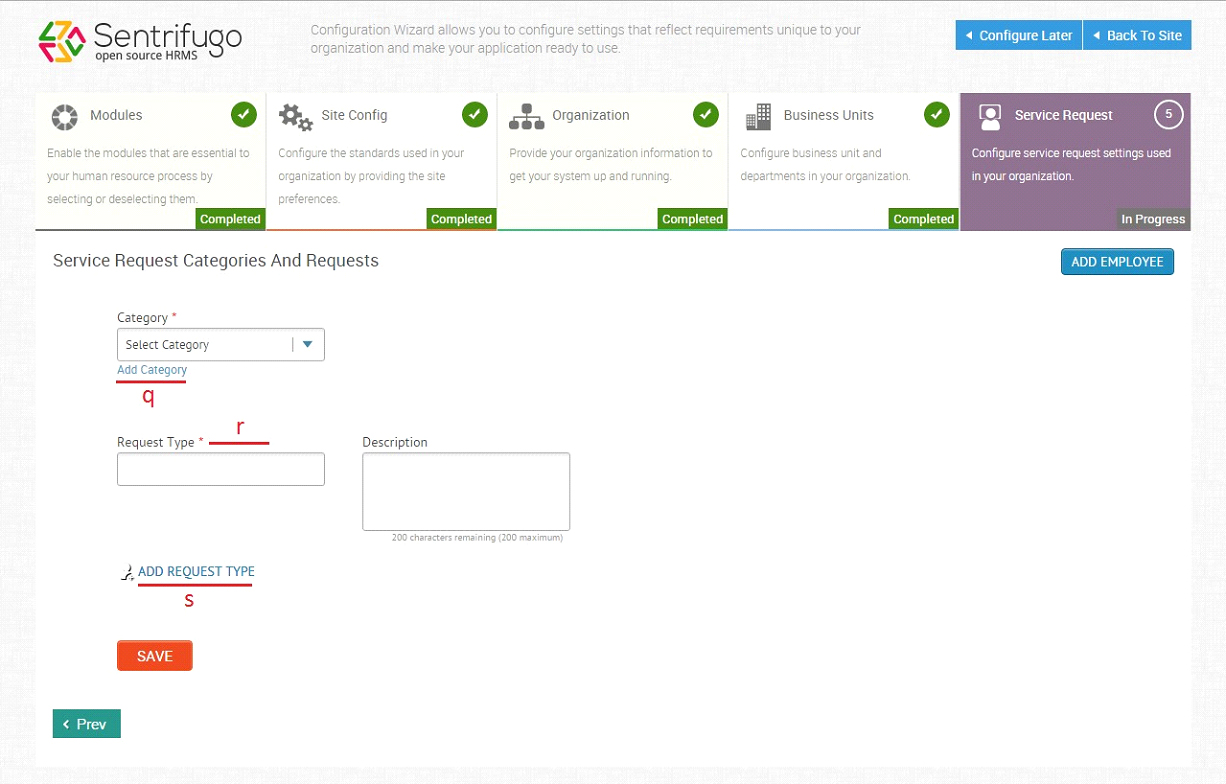 Sentrifugo
open source HRMS
Configuration Wizard allows you to configure settings that reflect requirements unique to your
organization and make your application ready to use.
Configure Later
Back To Site
Modules
Enable the modules that are essential to
your human resource process by
selecting or deselecting them.
Completed
Site Config
Configure the standards used in your
organization by providing the site
preferences.
Completed
Organization
Provide your organization information to
get your system up and running.
Completed
Business Units
Configure business unit and
departments in your organization.
Completed
Service Request
5
Configure service request settings used
in your organization.
In Progress
Service Request Categories And Requests
ADD EMPLOYEE
Category *
Select Category
Add Category
q
r
Request Type *
Description
200 characters remaining (200 maximum)
ADD REQUEST TYPE
s
SAVE
Prev